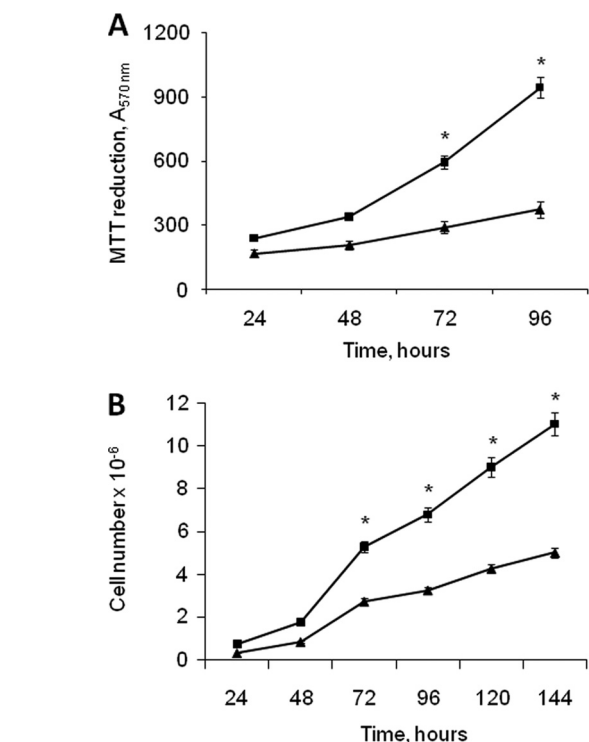 A
MTT reduction, A570 nm
1200
900
600
300
0
*
*
24 48 72 96
Time, hours
B
Cell number x 10-6
12
10
8
6
4
2
0
*
*
*
*
24 48 72 96 120 144
Time, hours